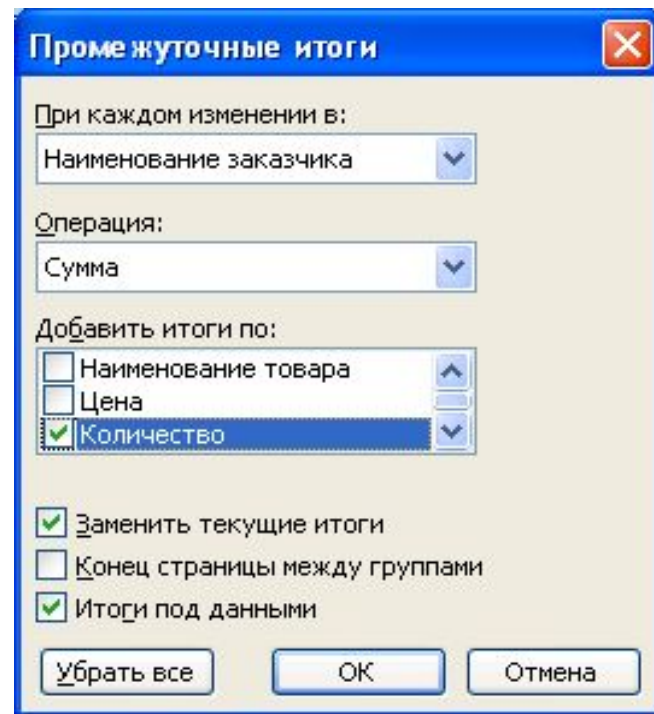 Промежуточные итоги
При каждом изменении в:
Наименование заказчика
Операция:
Сумма
Добавить итоги по:
Наименование товара
Цена
Количество
Заменить текущие итоги
Конец страницы между группами
Итоги под данными
Убрать все ОК Отмена